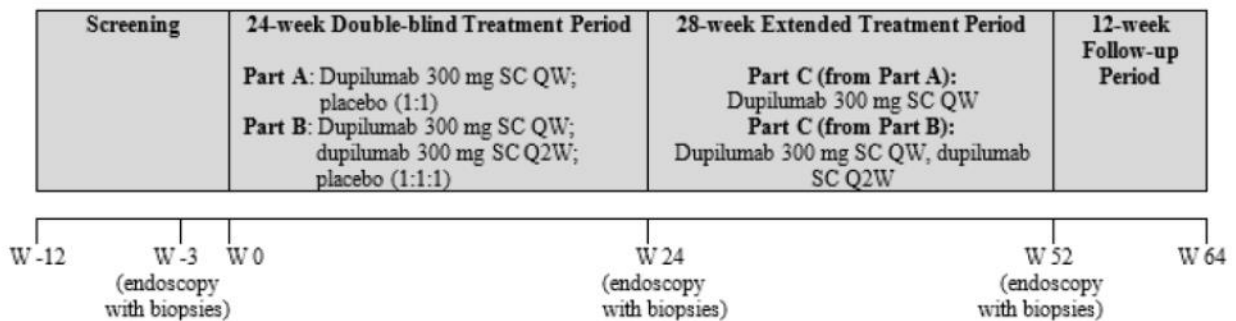 Screening
24-week Double-blind Treatment Period
Part A: Dupilumab 300 mg SC QW;
placebo (1:1)
Part B: Dupilumab 300 mg SC QW;
dupilumab 300 mg SC Q2W;
placebo (1:1:1)
28-week Extended Treatment Period
Part C (from Part A):
Dupilumab 300 mg SC QW
Part C (from Part B):
Dupilumab 300 mg SC QW, dupilumab
SC Q2W
12-week
Follow-up
Period
W -12
W -3
(endoscopy
with biopsies)
W 0
W 24
(endoscopy
with biopsies)
W 52
(endoscopy
with biopsies)
W 64